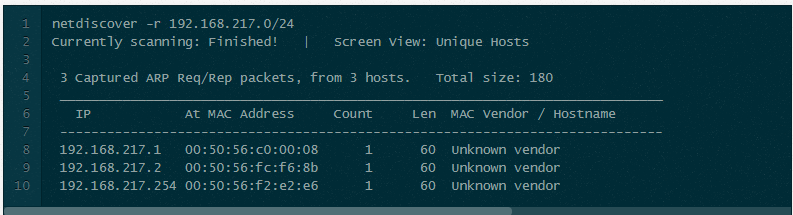 1 netdiscover -r 192.168.217.0/24
2 Currently scanning: Finished! | Screen View: Unique Hosts
3
4 3 Captured ARP Req/Rep packets, from 3 hosts. Total size: 180
5 _____________________________________________________________________________
6 IP At MAC Address Count Len MAC Vendor / Hostname
7 -----------------------------------------------------------------------------
8 192.168.217.1 00:50:56:c0:00:08 1 60 Unknown vendor
9 192.168.217.2 00:50:56:fc:f6:8b 1 60 Unknown vendor
10 192.168.217.254 00:50:56:f2:e2:e6 1 60 Unknown vendor